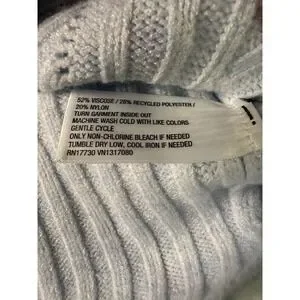 52% VISCOSE / 28% RECYCLED POLYESTER /
20% NYLON
TURN GARMENT INSIDE OUT
MACHINE WASH COLD WITH LIKE COLORS
GENTLE CYCLE
ONLY NON-CHLORINE BLEACH IF NEEDED
TUMBLE DRY LOW, COOL IRON IF NEEDED
RN17730 VN1317080